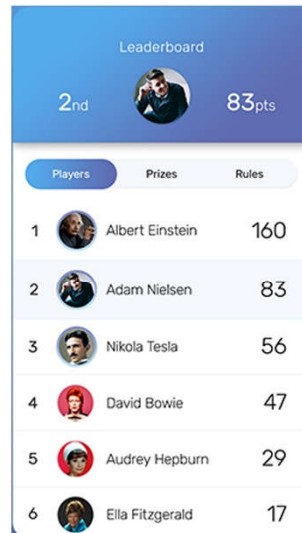 Leaderboard
2nd 83pts
Players Prizes Rules
1 Albert Einstein 160
2 Adam Nielsen 83
3 Nikola Tesla 56
4 David Bowie 47
5 Audrey Hepburn 29
6 Ella Fitzgerald 17